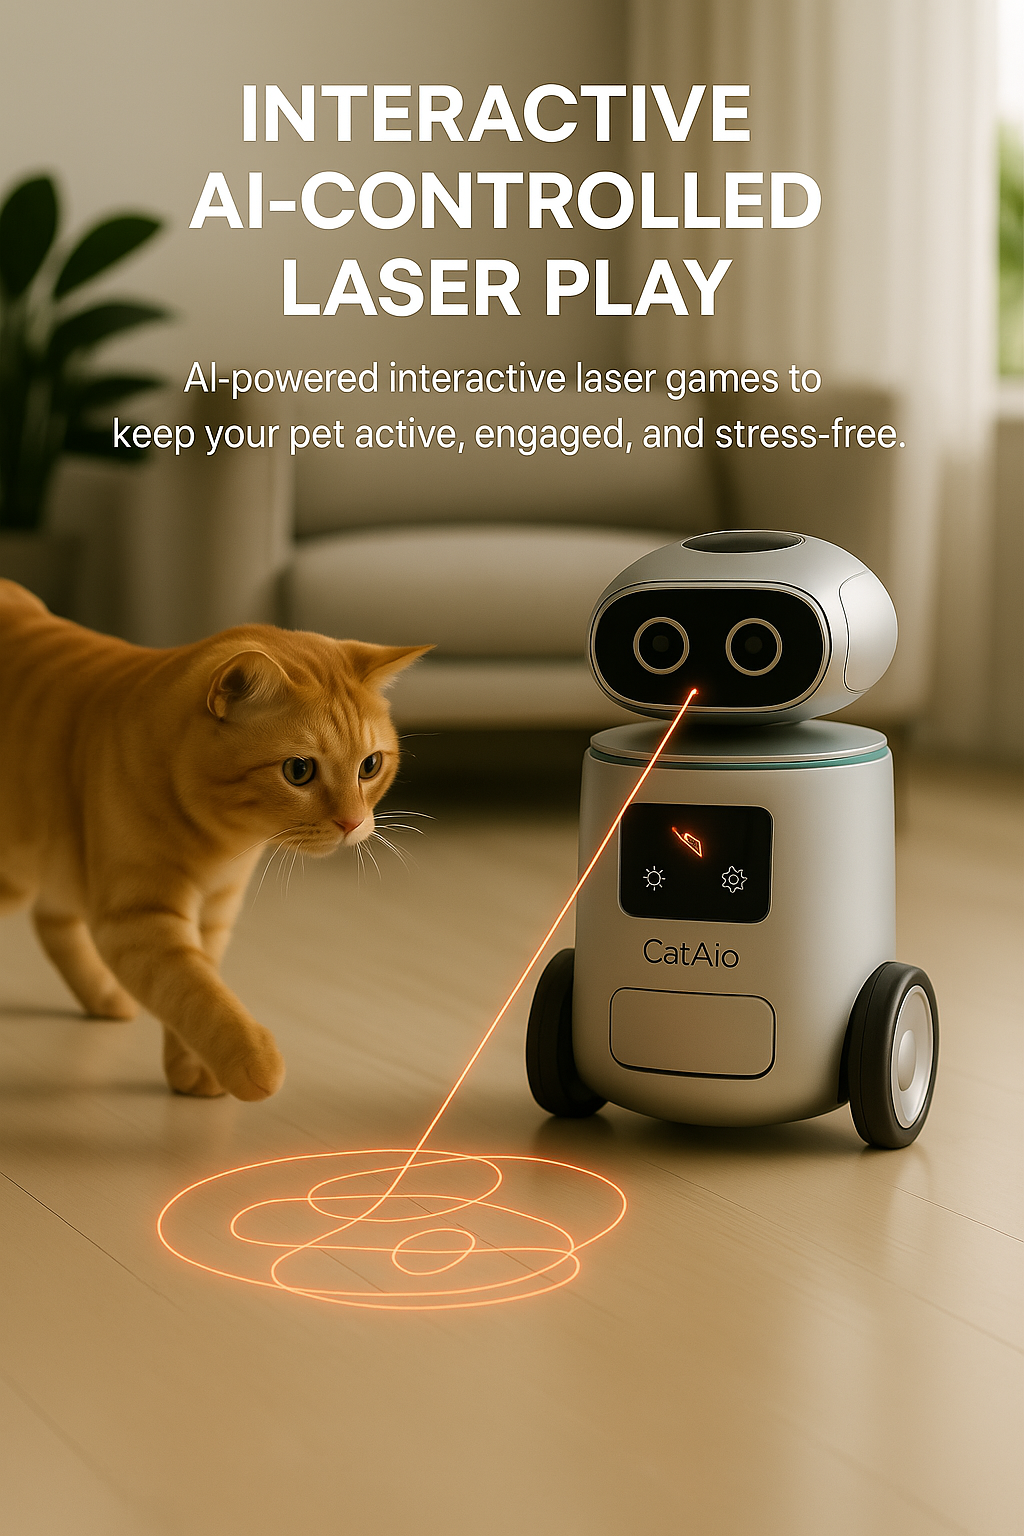 INTERACTIVE
AI-CONTROLLED
LASER PLAY
AI-powered interactive laser games to
keep your pet active, engaged, and stress-free.
CatAio